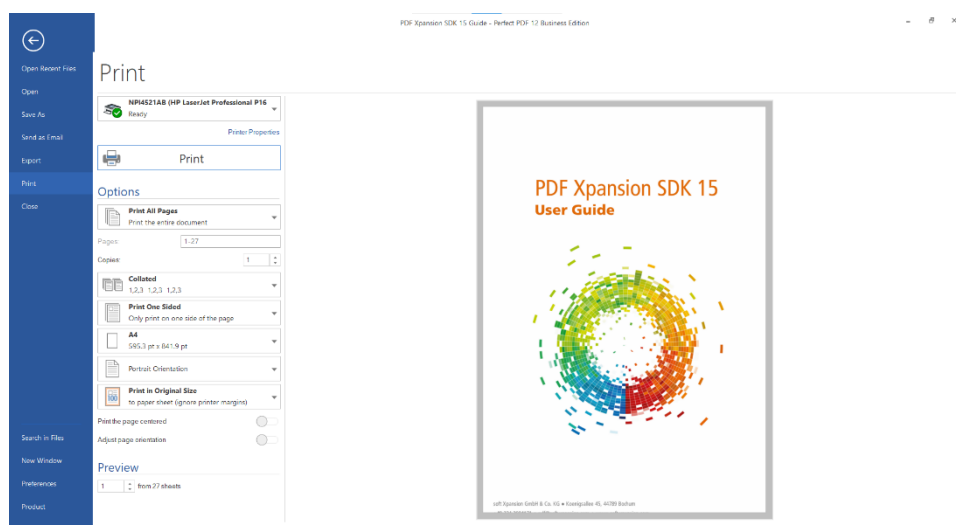 PDF Xpansion SDK 15 Guide - Perfect PDF 12 Business Edition
Open Recent Files
Open
Save As
Send as Email
Export
Print
Close
Search in Files
New Window
Preferences
Product
Print
NPI4521AB (HP LaserJet Professional P16
Ready
Printer Properties
Print
Options
Print All Pages
Print the entire document
Pages:
1-27
Copies:
1
Collated
1,2,3 1,2,3 1,2,3
Print One Sided
Only print on one side of the page
A4
595.3 pt x 841.9 pt
Portrait Orientation
Print in Original Size
to paper sheet (ignore printer margins)
Print the page centered
Adjust page orientation
Preview
1 from 27 sheets
PDF Xpansion SDK 15
User Guide
soft Xpansion GmbH & Co. KG • Koenigsallee 45, 44789 Bochum